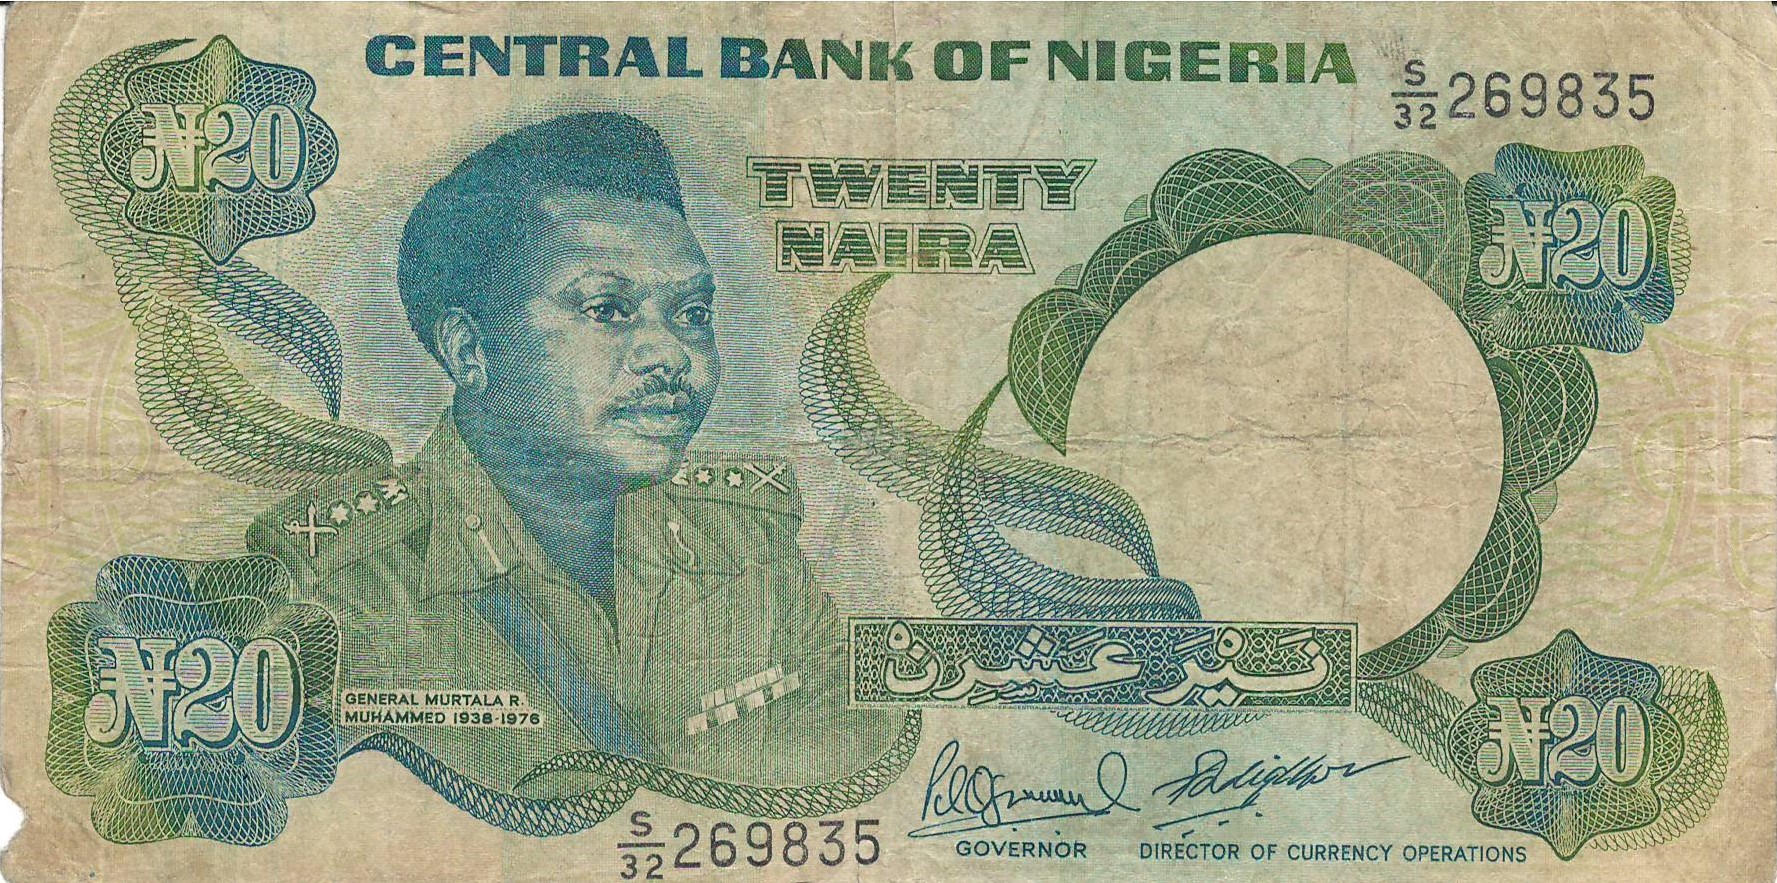 CENTRAL BANK OF NIGERIA
S/32 269835
₦20
TWENTY
NAIRA
₦20
GENERAL MURTALA R.
MUHAMMED 1938-1976
₦20
نَيْرَ عَشِرِنْ
₦20
GOVERNOR
DIRECTOR OF CURRENCY OPERATIONS
S/32 269835